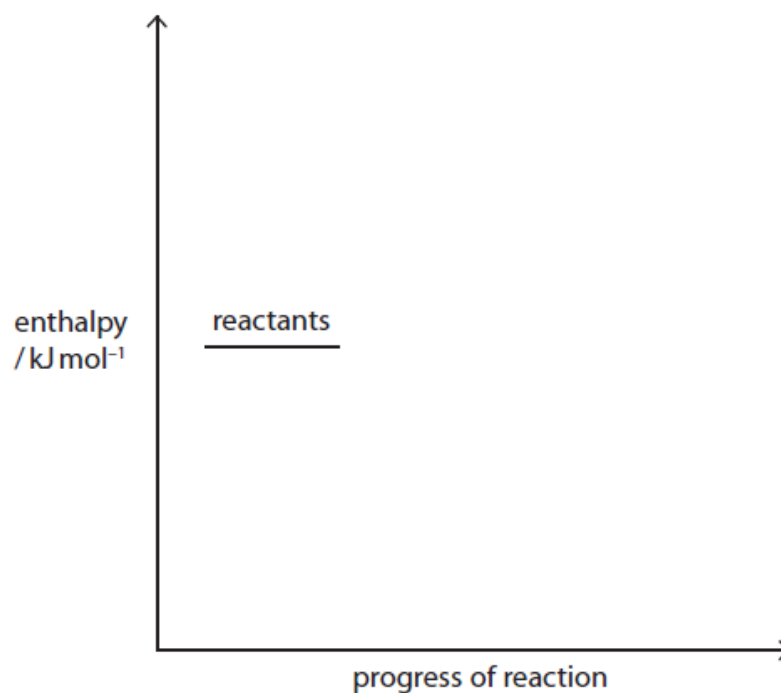 enthalpy
/ kJ mol⁻¹
reactants
progress of reaction